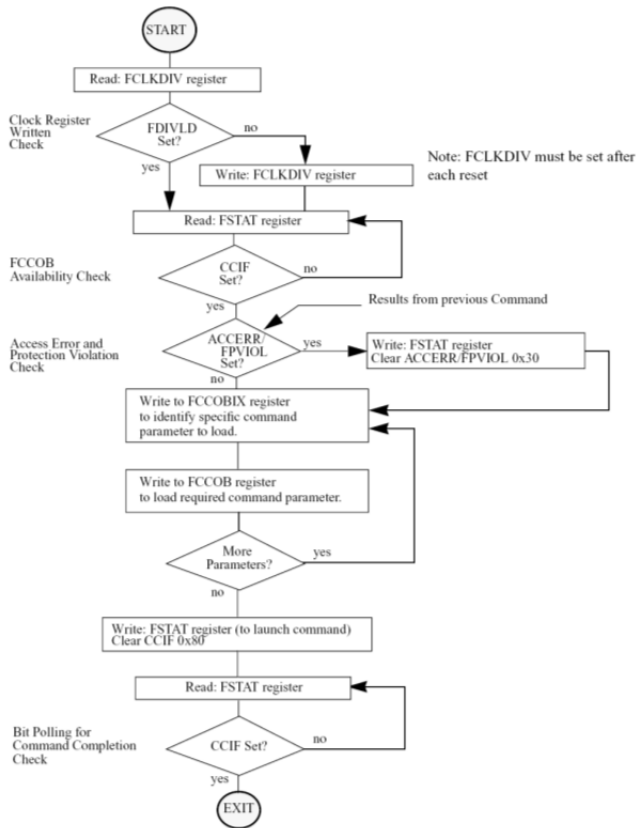 START
Read: FCLKDIV register
Clock Register
Written
Check
FDIVLD
Set?
no
yes
Write: FCLKDIV register
Note: FCLKDIV must be set after
each reset
Read: FSTAT register
FCCOB
Availability Check
CCIF
Set?
no
yes
Results from previous Command
Access Error and
Protection Violation
Check
ACCERR/
FPVIOL
Set?
yes
no
Write: FSTAT register
Clear ACCERR/FPVIOL 0x30
Write to FCCOBIX register
to identify specific command
parameter to load.
Write to FCCOB register
to load required command parameter.
More
Parameters?
yes
no
Write: FSTAT register (to launch command)
Clear CCIF 0x80
Read: FSTAT register
Bit Polling for
Command Completion
Check
CCIF Set?
no
yes
EXIT